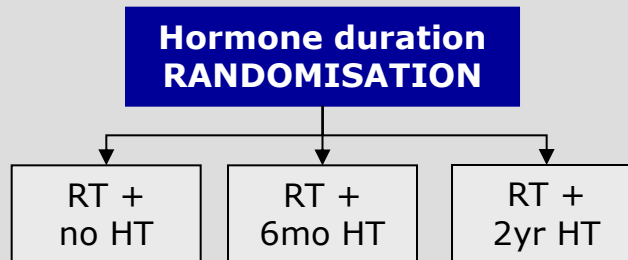 Hormone duration
RANDOMISATION
RT +
no HT
RT +
6mo HT
RT +
2yr HT